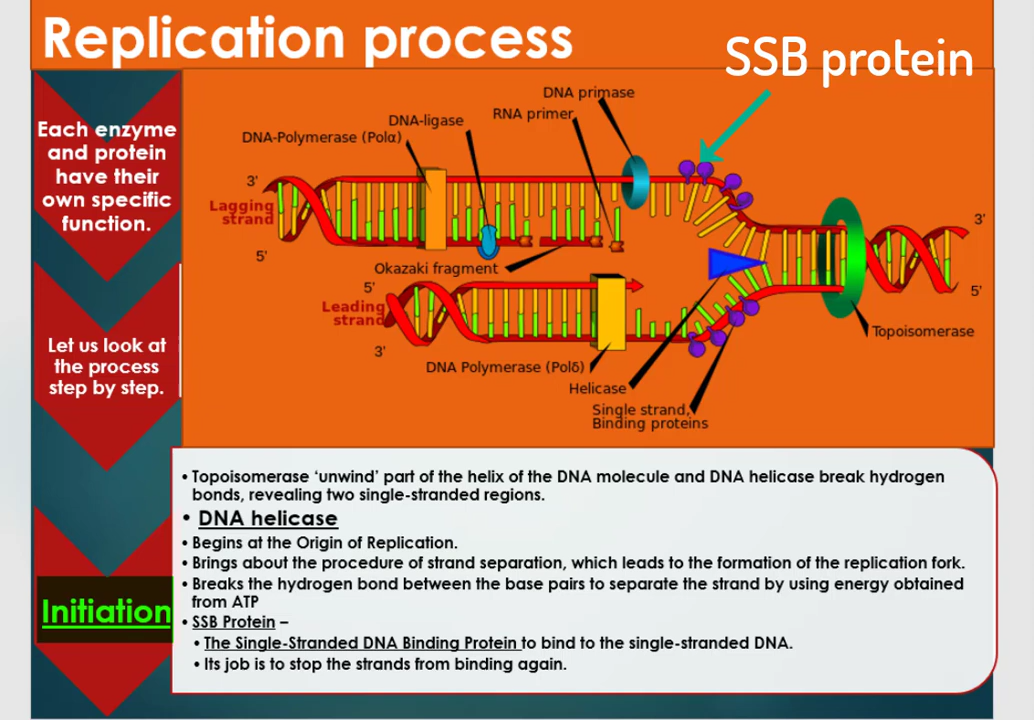 Replication process
SSB protein
Each enzyme
and protein
have their
own specific
function.
Let us look at
the process
step by step.
Initiation
DNA primase
RNA primer
DNA-ligase
DNA-Polymerase (Polα)
3'
Lagging
strand
5'
Okazaki fragment
5'
Leading
strand
3'
DNA Polymerase (Polδ)
Helicase
Single strand,
Binding proteins
Topoisomerase
3'
5'
• Topoisomerase ‘unwind’ part of the helix of the DNA molecule and DNA helicase break hydrogen
bonds, revealing two single-stranded regions.
• DNA helicase
• Begins at the Origin of Replication.
• Brings about the procedure of strand separation, which leads to the formation of the replication fork.
• Breaks the hydrogen bond between the base pairs to separate the strand by using energy obtained
from ATP
• SSB Protein –
• The Single-Stranded DNA Binding Protein to bind to the single-stranded DNA.
• Its job is to stop the strands from binding again.